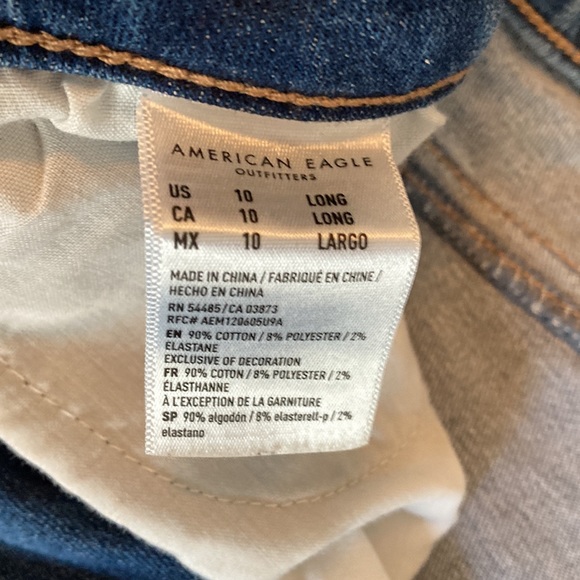 AMERICAN EAGLE
OUTFITTERS
US 10 LONG
CA 10 LONG
MX 10 LARGO
MADE IN CHINA / FABRIQUÉ EN CHINE /
HECHO EN CHINA
RN 54485/CA 03873
RFC# AEM120605U9A
EN 90% COTTON / 8% POLYESTER / 2%
ELASTANE
EXCLUSIVE OF DECORATION
FR 90% COTON / 8% POLYESTER / 2%
ÉLASTHANNE
À L'EXCEPTION DE LA GARNITURE
SP 90% algodón / 8% elasterell-p / 2%
elastano